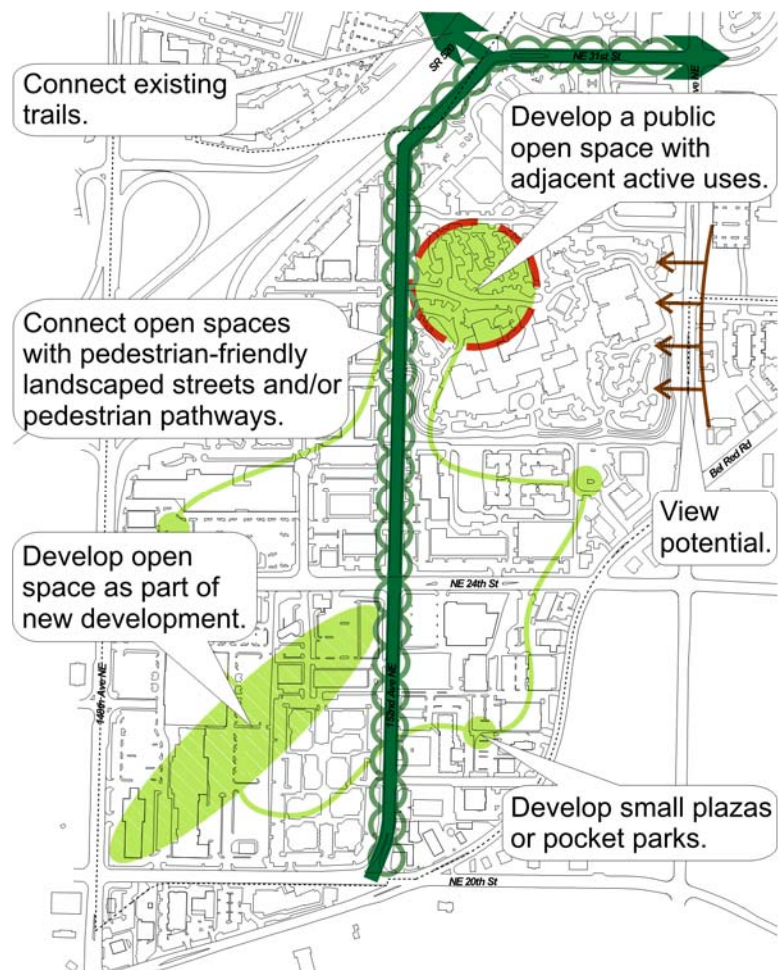 SR 520
NE 31st St
Connect existing
trails.
Develop a public
open space with
adjacent active uses.
Ave NE
Connect open spaces
with pedestrian-friendly
landscaped streets and/or
pedestrian pathways.
Bel Red Rd
View
potential.
Develop open
space as part of
new development.
NE 24th St
148th Ave NE
152nd Ave NE
Develop small plazas
or pocket parks.
NE 20th St